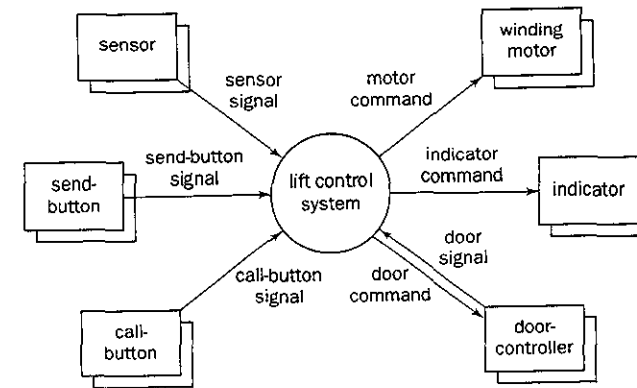 sensor
winding
motor
sensor
signal
motor
command
send-button
signal
indicator
command
send-
button
lift control
system
indicator
door
signal
call-button
signal
door
command
call-
button
door-
controller